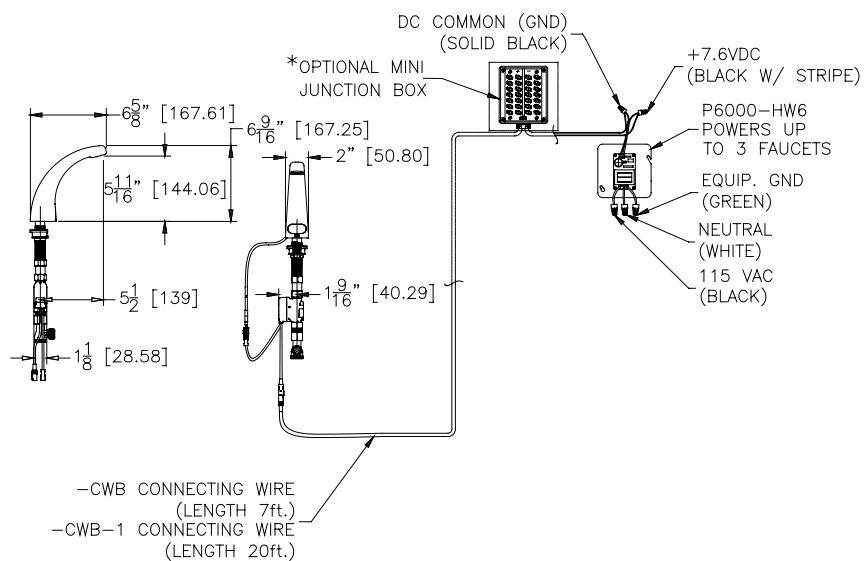 DC COMMON (GND)
(SOLID BLACK)
+7.6VDC
(BLACK W/ STRIPE)
*OPTIONAL MINI
JUNCTION BOX
P6000-HW6
POWERS UP
TO 3 FAUCETS
6 5/8" [167.61]
6 9/16" [167.25]
2" [50.80]
5 11/16" [144.06]
EQUIP. GND
(GREEN)
NEUTRAL
(WHITE)
115 VAC
(BLACK)
5 1/2 [139]
1 9/16" [40.29]
1 1/8 [28.58]
-CWB CONNECTING WIRE
(LENGTH 7ft.)
-CWB-1 CONNECTING WIRE
(LENGTH 20ft.)